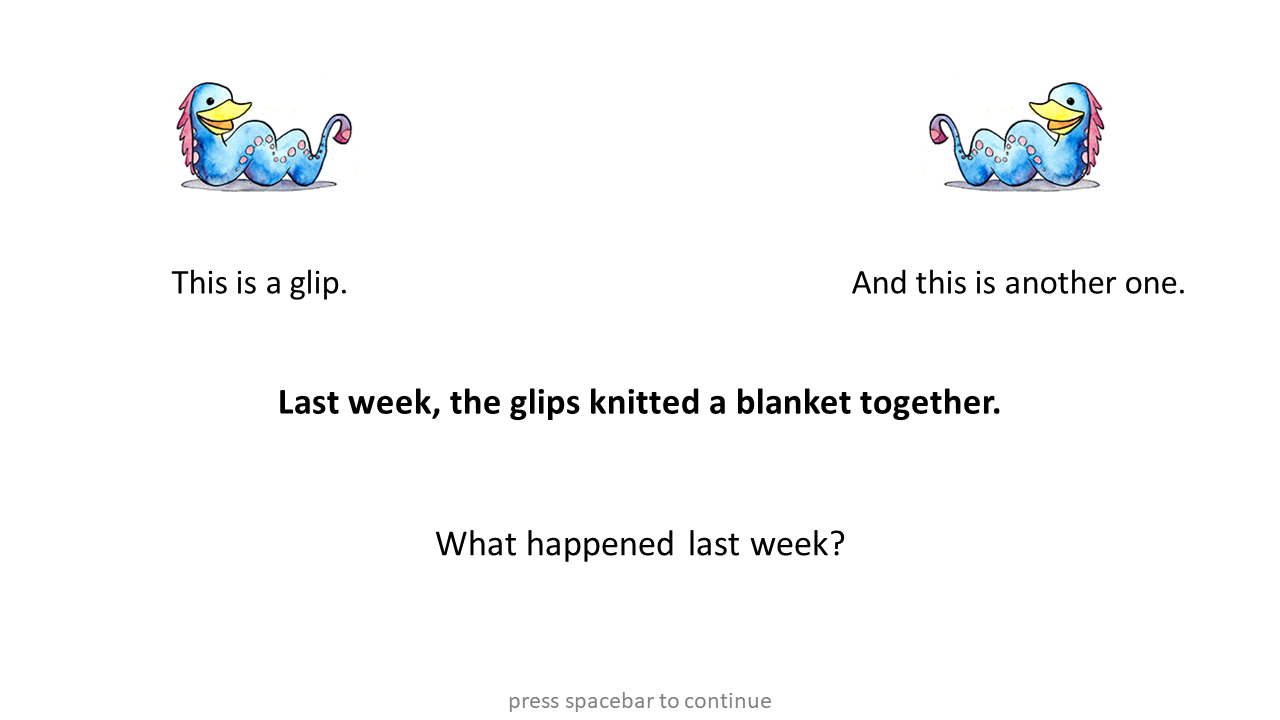 This is a glip.
And this is another one.
Last week, the glips knitted a blanket together.
What happened last week?
press spacebar to continue